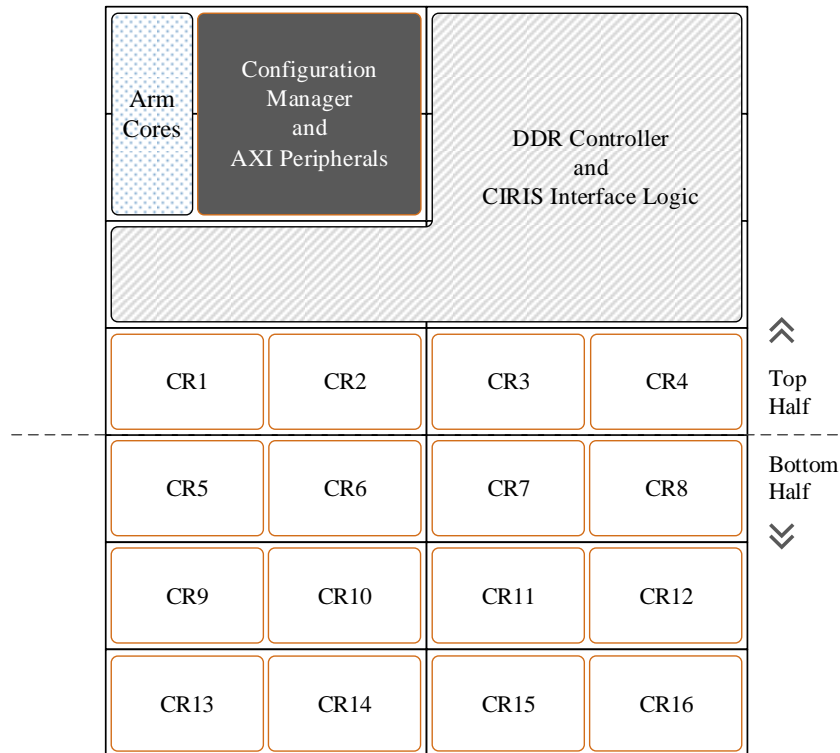 Arm
Cores
Configuration
Manager
and
AXI Peripherals
DDR Controller
and
CIRIS Interface Logic
CR1
CR2
CR3
CR4
Top
Half
CR5
CR6
CR7
CR8
Bottom
Half
CR9
CR10
CR11
CR12
CR13
CR14
CR15
CR16